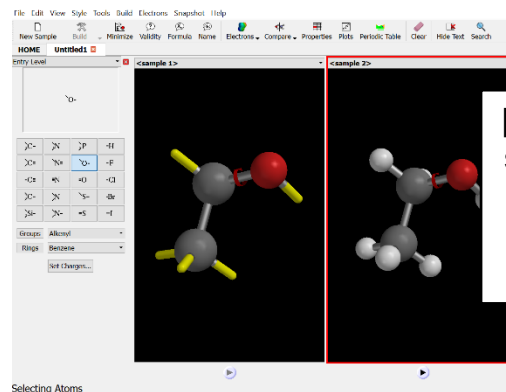 File Edit View Style Tools Build Electrons Snapshot Help
New Sample Build Minimize Validity Formula Name Electrons Compare Properties Plots Periodic Table Clear Hide Text Search
HOME Untitled1
Entry Level
<sample 1>
<sample 2>
O-
C- N P -H
C= N= O- -F
-C≡ ≡N =O -Cl
C- N S= -Br
Si- N- =S -I
Groups Alkenyl
Rings Benzene
Set Charges...
Selecting Atoms